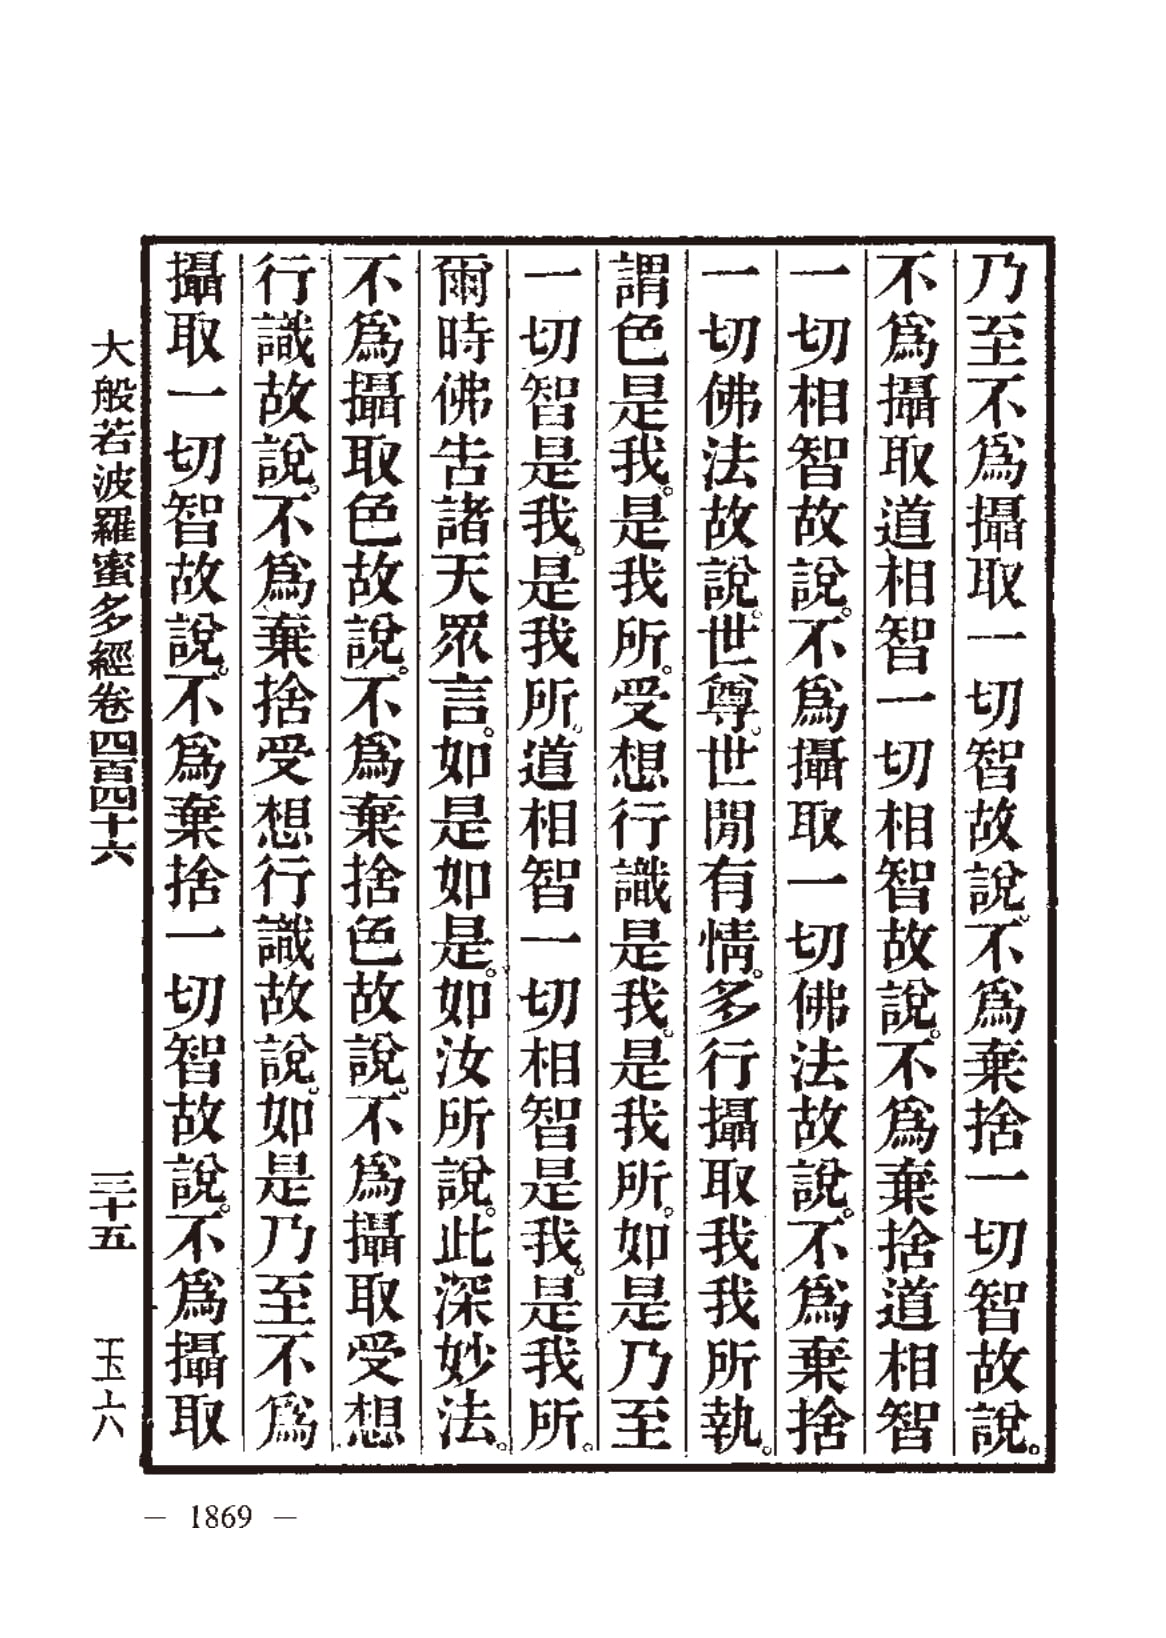 乃至不爲攝取一切智故說。不爲棄捨一切智故說。
不爲攝取道相智一切相智故說。不爲棄捨道相智
一切相智故說。不爲攝取一切佛法故說。不爲棄捨
一切佛法故說。世尊。世閒有情。多行攝取我我所執。
謂色是我。是我所。受想行識是我。是我所。如是乃至
一切智是我。是我所。道相智一切相智是我。是我所。
爾時佛告諸天眾言。如是如是。如汝所說。此深妙法。
不爲攝取色故說。不爲棄捨色故說。不爲攝取受想
行識故說。不爲棄捨受想行識故說。如是乃至不爲
攝取一切智故說。不爲棄捨一切智故說。不爲攝取
大般若波羅蜜多經卷四百四十六 三十五 玉六
— 1869 —